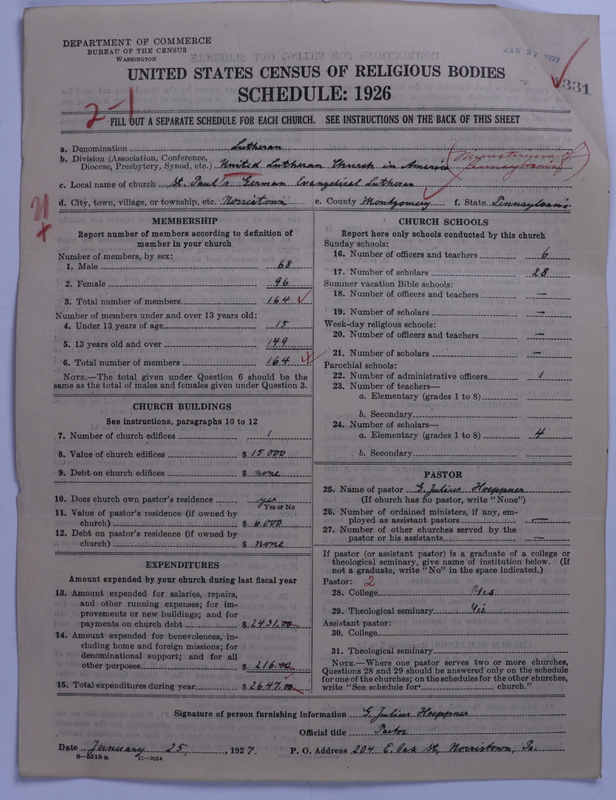 DEPARTMENT OF COMMERCE
BUREAU OF THE CENSUS
WASHINGTON
JAN 27 1927
UNITED STATES CENSUS OF RELIGIOUS BODIES
331
SCHEDULE: 1926
2-1
FILL OUT A SEPARATE SCHEDULE FOR EACH CHURCH. SEE INSTRUCTIONS ON THE BACK OF THIS SHEET
a. Denomination Lutheran
b. Division (Association, Conference,
Diocese, Presbytery, Synod, etc.) United Lutheran Church in America
Ministerium of
Pennsylvania
c. Local name of church St. Paul's German Evangelical Lutheran
d. City, town, village, or township, etc. Norristown e. County Montgomery f. State Pennsylvania
MEMBERSHIP
Report number of members according to definition of
member in your church
Number of members, by sex:
1. Male 68
2. Female 96
3. Total number of members 164
Number of members under and over 13 years old:
4. Under 13 years of age 15
5. 13 years old and over 149
6. Total number of members 164
NOTE.—The total given under Question 6 should be the
same as the total of males and females given under Question 3.
CHURCH BUILDINGS
See instructions, paragraphs 10 to 12
7. Number of church edifices 1
8. Value of church edifices $ 15000
9. Debt on church edifices $ none
10. Does church own pastor's residence yes
Yes or No
11. Value of pastor's residence (if owned by
church) $ 6.000
12. Debt on pastor's residence (if owned by
church) $ none
EXPENDITURES
Amount expended by your church during last fiscal year
13. Amount expended for salaries, repairs,
and other running expenses; for im-
provements or new buildings; and for
payments on church debt $ 2431.00
14. Amount expended for benevolences, in-
cluding home and foreign missions; for
denominational support; and for all
other purposes $ 216.00
15. Total expenditures during year $ 2647.00
CHURCH SCHOOLS
Report here only schools conducted by this church
Sunday schools:
16. Number of officers and teachers 6
17. Number of scholars 28
Summer vacation Bible schools:
18. Number of officers and teachers —
19. Number of scholars —
Week-day religious schools:
20. Number of officers and teachers —
21. Number of scholars —
Parochial schools:
22. Number of administrative officers 1
23. Number of teachers—
a. Elementary (grades 1 to 8)
b. Secondary
24. Number of scholars—
a. Elementary (grades 1 to 8) 4
b. Secondary
PASTOR
25. Name of pastor G. Julius Hoeppner
(If church has no pastor, write "None")
26. Number of ordained ministers, if any, em-
ployed as assistant pastors —
27. Number of other churches served by the
pastor or his assistants —
If pastor (or assistant pastor) is a graduate of a college or
theological seminary, give name of institution below. (If
not a graduate, write "No" in the space indicated.)
Pastor: 2
28. College Yes
29. Theological seminary Yes
Assistant pastor:
30. College
31. Theological seminary
NOTE.—Where one pastor serves two or more churches,
Questions 28 and 29 should be answered only on the schedule
for one of the churches; on the schedules for the other churches,
write "See schedule for church."
Signature of person furnishing information G. Julius Hoeppner
Official title Pastor
Date January 25, , 1927. P. O. Address 204 E. Oak St, Norristown, Pa.
8—5518 a 11—9054